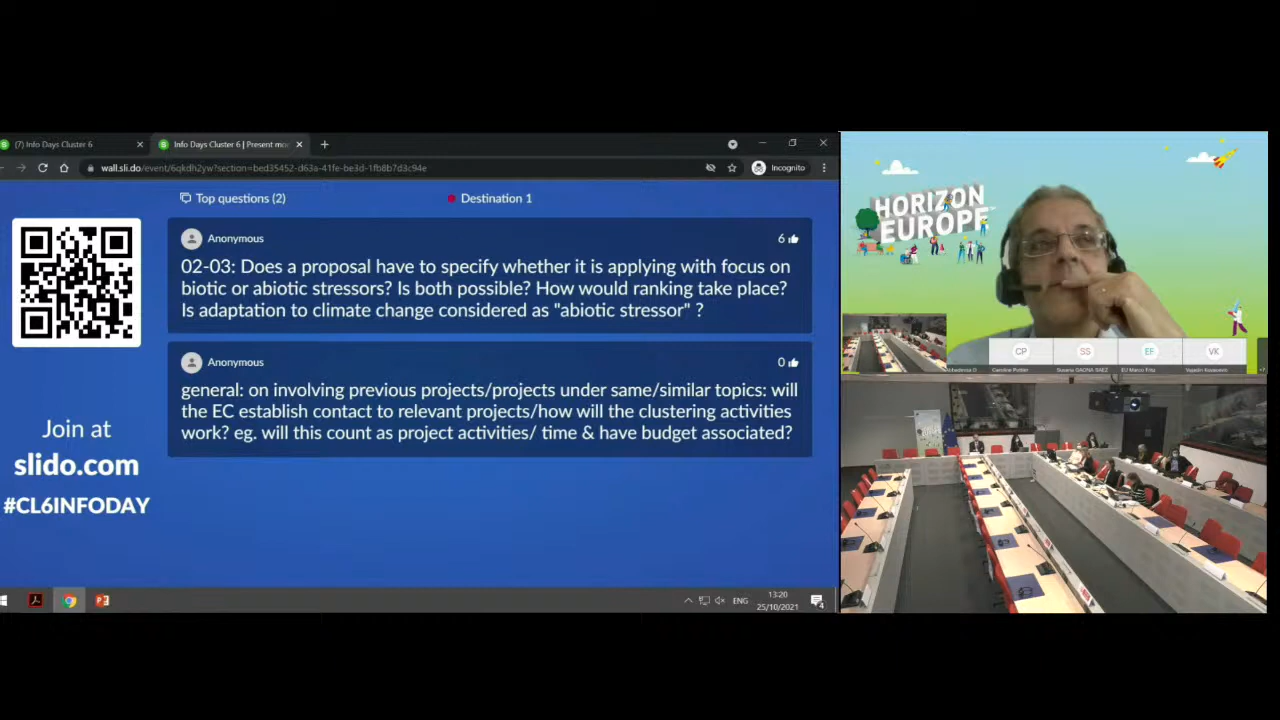 (7) Info Days Cluster 6
Info Days Cluster 6 | Present mo
wall.sli.do/event/6qkdh2yw?section=bed35452-d63a-41fe-be3d-1fb8b7d3c94e
Incognito
Top questions (2)
Destination 1
Anonymous
6
02-03: Does a proposal have to specify whether it is applying with focus on
biotic or abiotic stressors? Is both possible? How would ranking take place?
Is adaptation to climate change considered as "abiotic stressor" ?
Anonymous
0
general: on involving previous projects/projects under same/similar topics: will
the EC establish contact to relevant projects/how will the clustering activities
work? eg. will this count as project activities/ time & have budget associated?
Join at
slido.com
#CL6INFODAY
ENG
13:20
25/10/2021
HORIZON
EUROPE
CP
SS
EF
VK
Caroline Potter